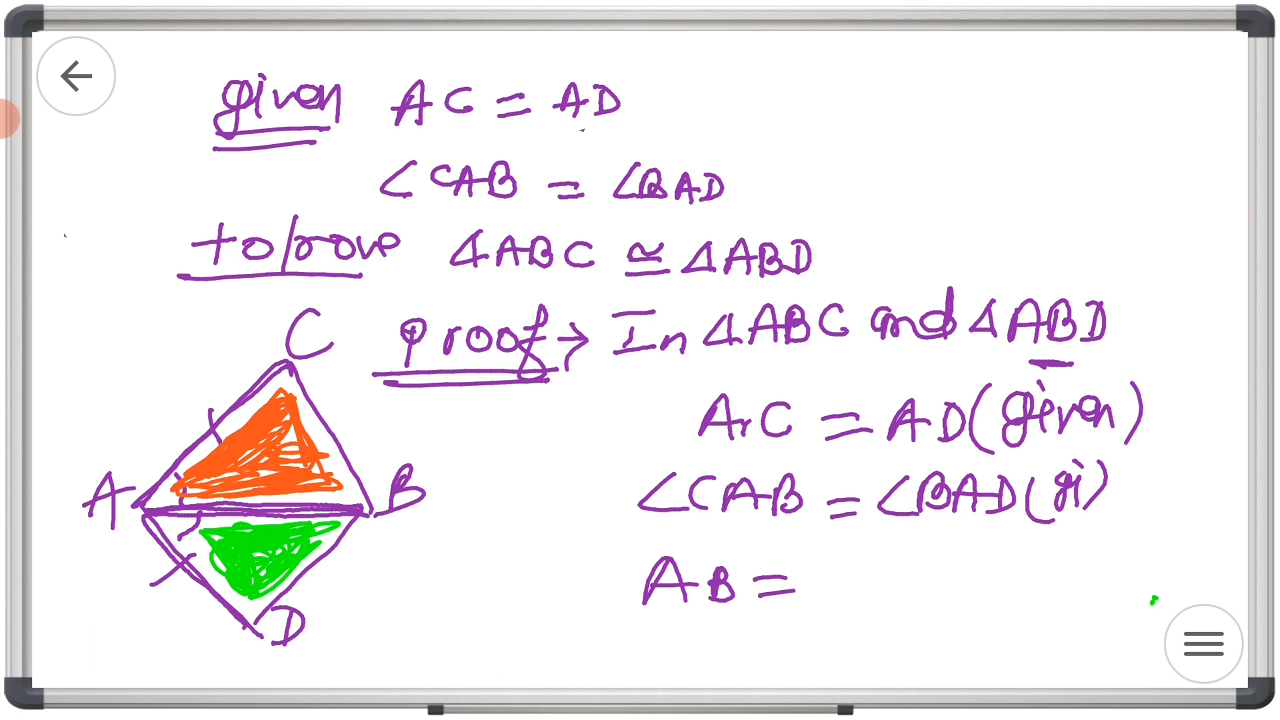 given AC = AD
∠CAB = ∠BAD
to prove ΔABC ≅ ΔABD
C
proof → In ΔABC and ΔABD
AC = AD (given)
A
B
∠CAB = ∠BAD (gi)
AB =
D